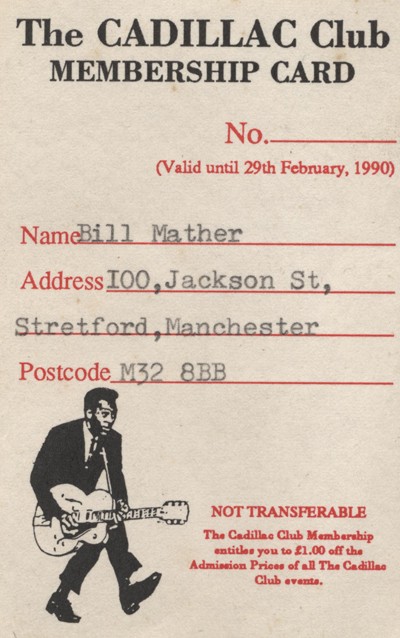 The CADILLAC Club
MEMBERSHIP CARD
No.
(Valid until 29th February, 1990)
Name Bill Mather
Address I00,Jackson St,
Stretford,Manchester
Postcode M32 8BB
NOT TRANSFERABLE
The Cadillac Club Membership
entitles you to £1.00 off the
Admission Prices of all The Cadillac
Club events.